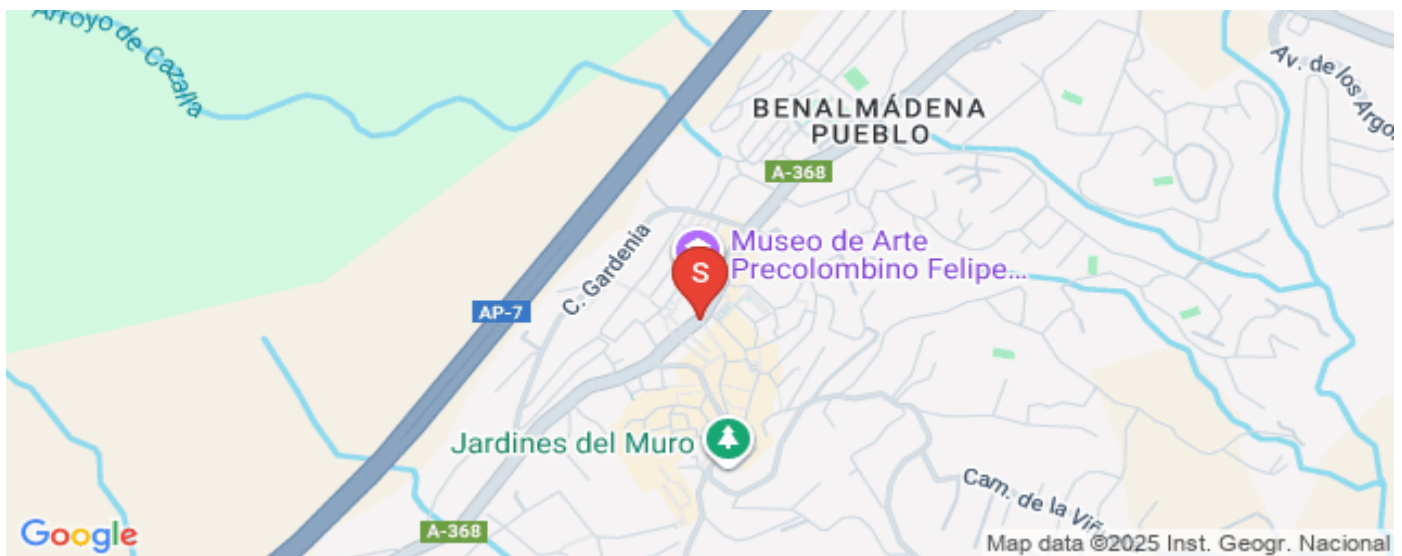 Arroyo de Cazalla
Av. de los Argo
BENALMÁDENA
PUEBLO
A-368
C. Gardenia
Museo de Arte
Precolombino Felipe...
S
AP-7
Jardines del Muro
Cam. de la Viñ
A-368
Google
Map data ©2025 Inst. Geogr. Nacional